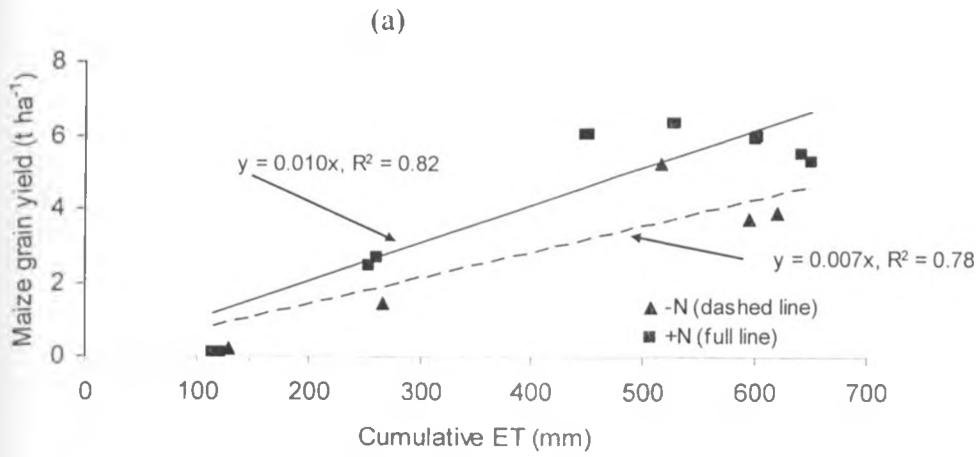 (a)
Maize grain yield (t ha⁻¹)
8
6
4
2
0
y = 0.010x, R² = 0.82
y = 0.007x, R² = 0.78
▲ -N (dashed line)
■ +N (full line)
0 100 200 300 400 500 600 700
Cumulative ET (mm)